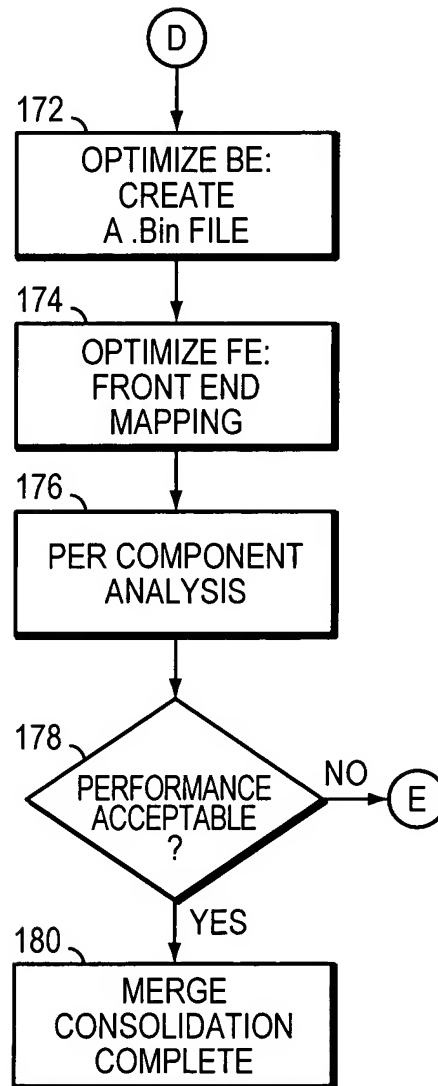 D
172
OPTIMIZE BE:
CREATE
A .Bin FILE
174
OPTIMIZE FE:
FRONT END
MAPPING
176
PER COMPONENT
ANALYSIS
178
PERFORMANCE
ACCEPTABLE
?
NO
E
YES
180
MERGE
CONSOLIDATION
COMPLETE